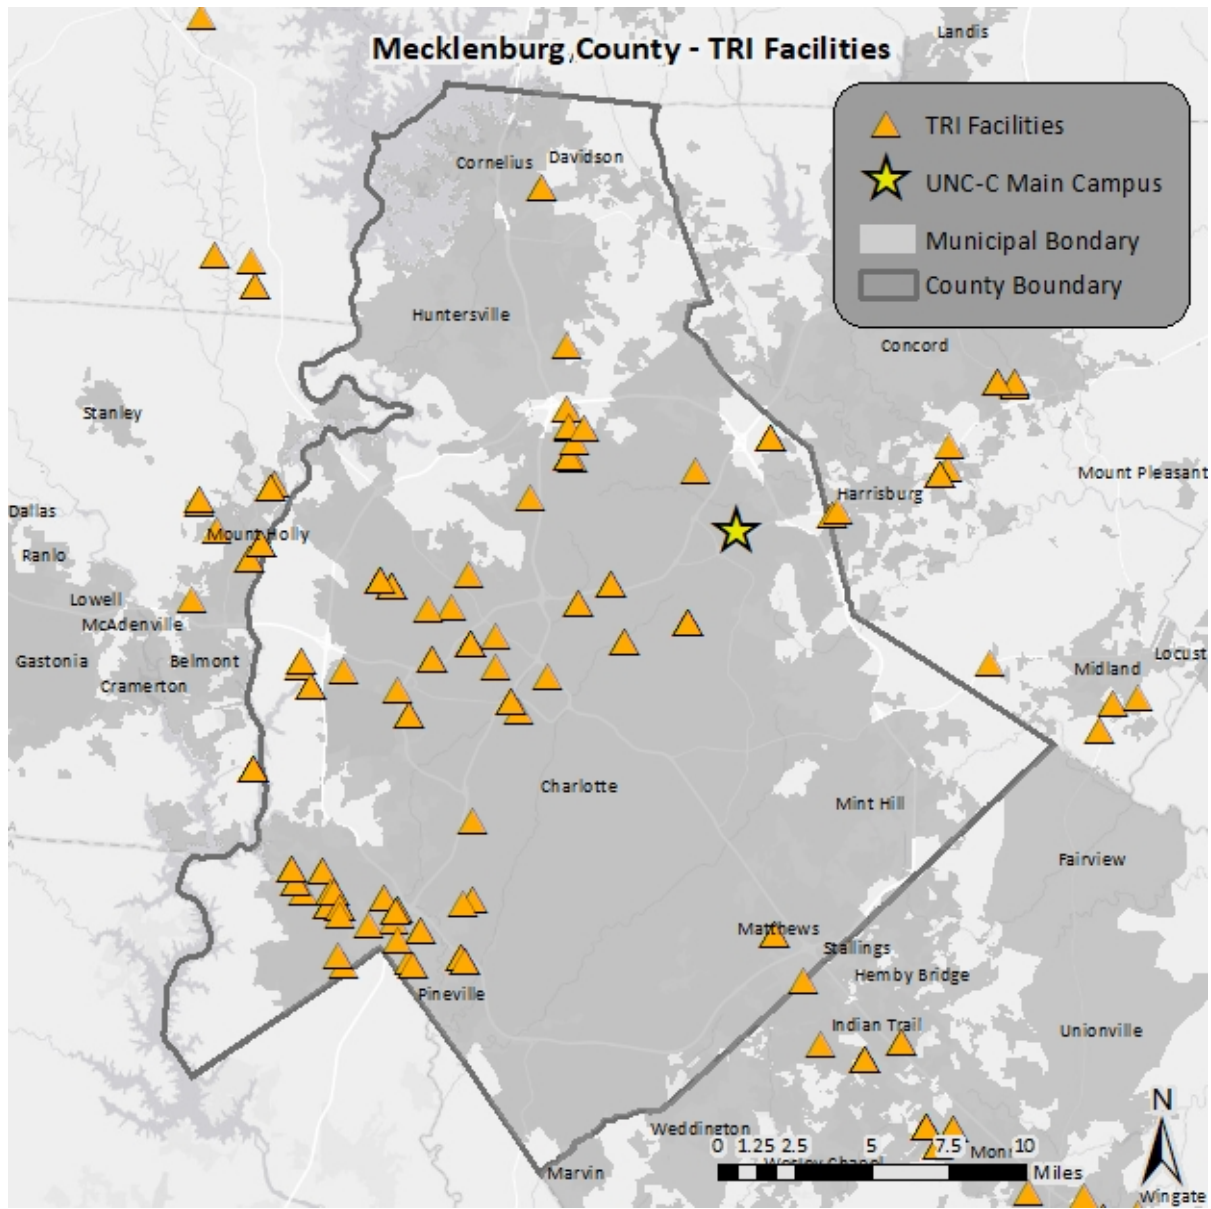 Landis
Mecklenburg County - TRI Facilities
TRI Facilities
UNC-C Main Campus
Municipal Bondary
County Boundary
Cornelius
Davidson
Huntersville
Concord
Stanley
Mount Pleasant
Harrisburg
Dallas
Mount Holly
Ranlo
Lowell
McAdenville
Gastonia
Belmont
Cramerton
Locust
Midland
Charlotte
Mint Hill
Fairview
Matthews
Stallings
Hemby Bridge
Pineville
Indian Trail
Unionville
N
Weddington
0 1.25 2.5 5 7.5 10
Miles
Marvin
Wesley Chapel
Wingate